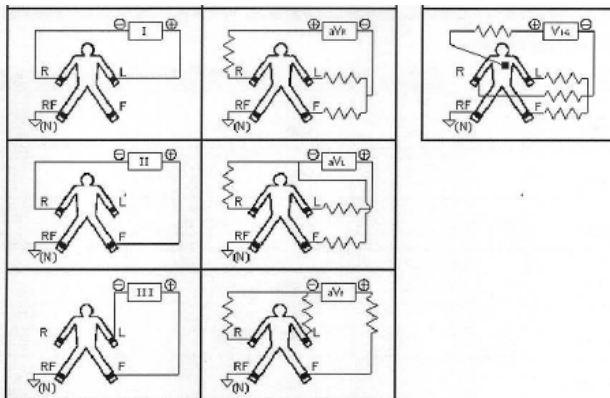 ⊖ I ⊕
R L
RF F
(N)
⊕ aVR ⊖
R L
RF F
(N)
⊕ V1-6 ⊖
R L
RF F
(N)
⊖ II ⊕
R L'
RF F
(N)
⊖ aVL ⊕
R L
RF F
(N)
⊖ III ⊕
R L
RF F
(N)
⊖ aVF ⊕
R L
RF F
(N)